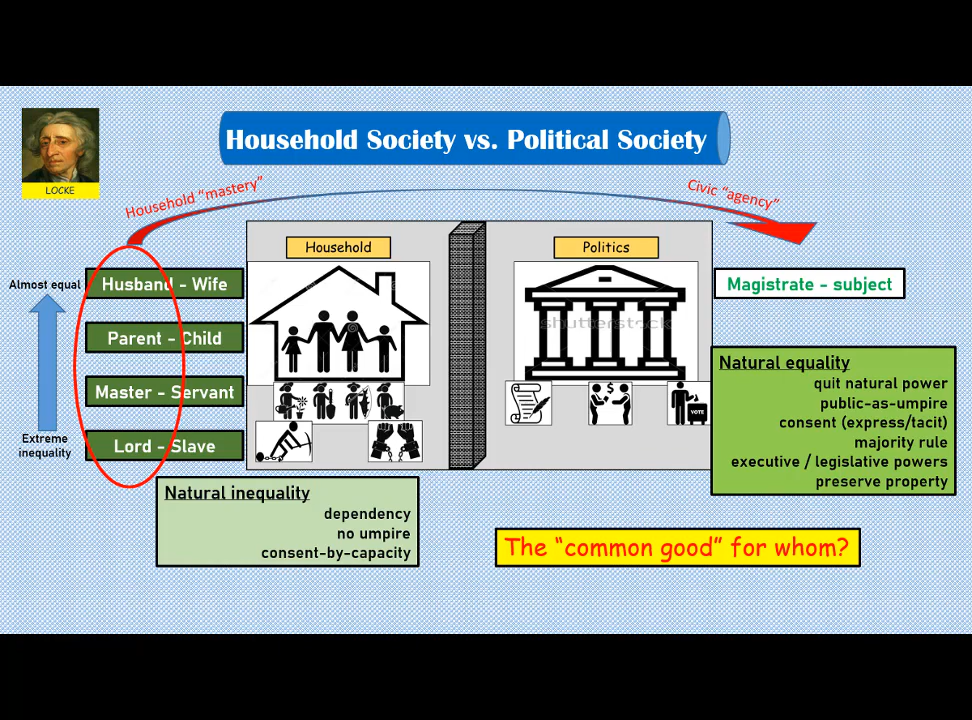 Household Society vs. Political Society
LOCKE
Household “mastery”
Civic “agency”
Household
Politics
Almost equal
Husband - Wife
Parent - Child
Master - Servant
Lord - Slave
Extreme
inequality
shutterstock
VOTE
Magistrate - subject
Natural equality
quit natural power
public-as-umpire
consent (express/tacit)
majority rule
executive / legislative powers
preserve property
Natural inequality
dependency
no umpire
consent-by-capacity
The “common good” for whom?